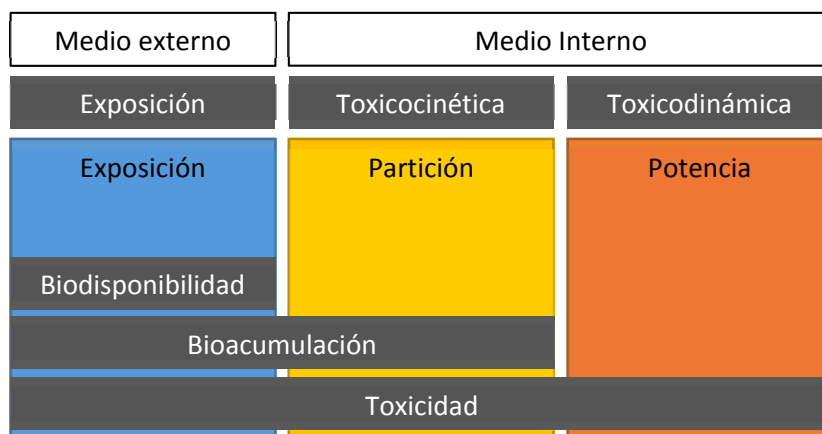 Medio externo
Medio Interno
Exposición
Toxicocinética
Toxicodinámica
Exposición
Partición
Potencia
Biodisponibilidad
Bioacumulación
Toxicidad